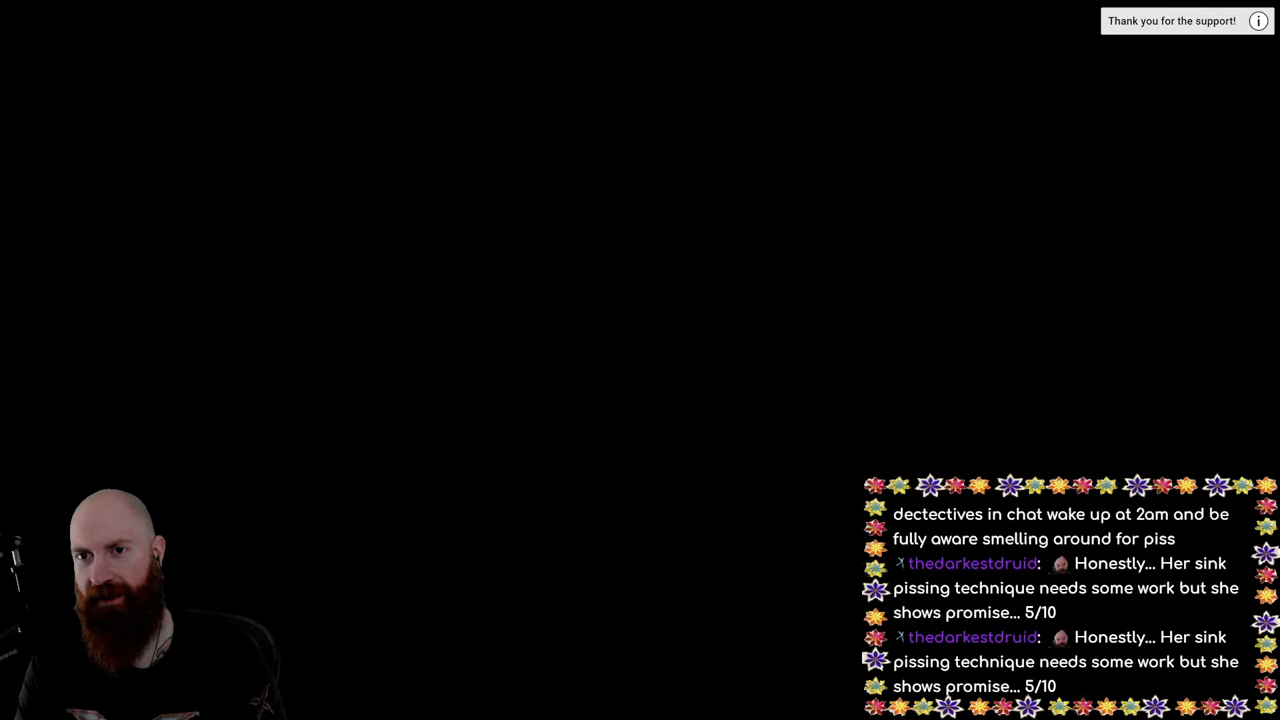 Thank you for the support!
dectectives in chat wake up at 2am and be
fully aware smelling around for piss
thedarkestdruid: Honestly... Her sink
pissing technique needs some work but she
shows promise... 5/10
thedarkestdruid: Honestly... Her sink
pissing technique needs some work but she
shows promise... 5/10